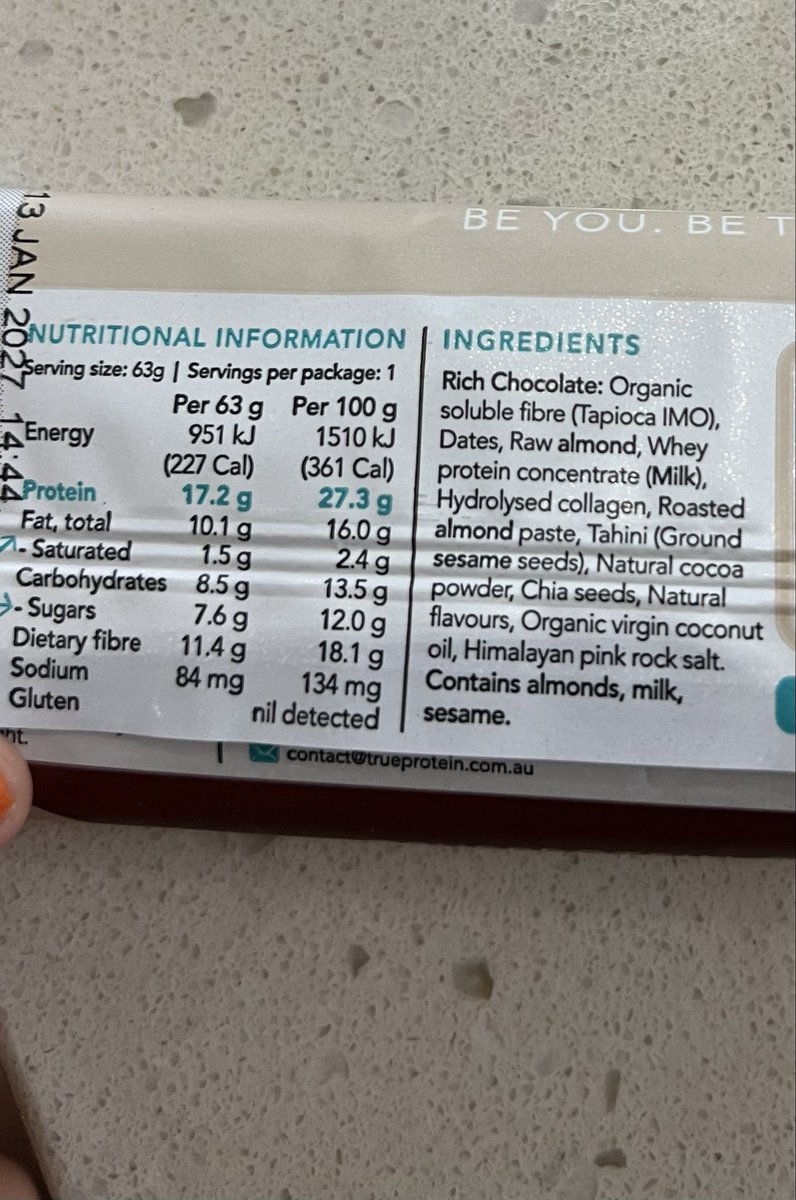 BE YOU. BE T
13 JAN 2027 14:44
NUTRITIONAL INFORMATION
Serving size: 63g | Servings per package: 1
Per 63 g Per 100 g
Energy 951 kJ 1510 kJ
(227 Cal) (361 Cal)
Protein 17.2 g 27.3 g
Fat, total 10.1 g 16.0 g
- Saturated 1.5 g 2.4 g
Carbohydrates 8.5 g 13.5 g
- Sugars 7.6 g 12.0 g
Dietary fibre 11.4 g 18.1 g
Sodium 84 mg 134 mg
Gluten nil detected
INGREDIENTS
Rich Chocolate: Organic
soluble fibre (Tapioca IMO),
Dates, Raw almond, Whey
protein concentrate (Milk),
Hydrolysed collagen, Roasted
almond paste, Tahini (Ground
sesame seeds), Natural cocoa
powder, Chia seeds, Natural
flavours, Organic virgin coconut
oil, Himalayan pink rock salt.
Contains almonds, milk,
sesame.
contact@trueprotein.com.au